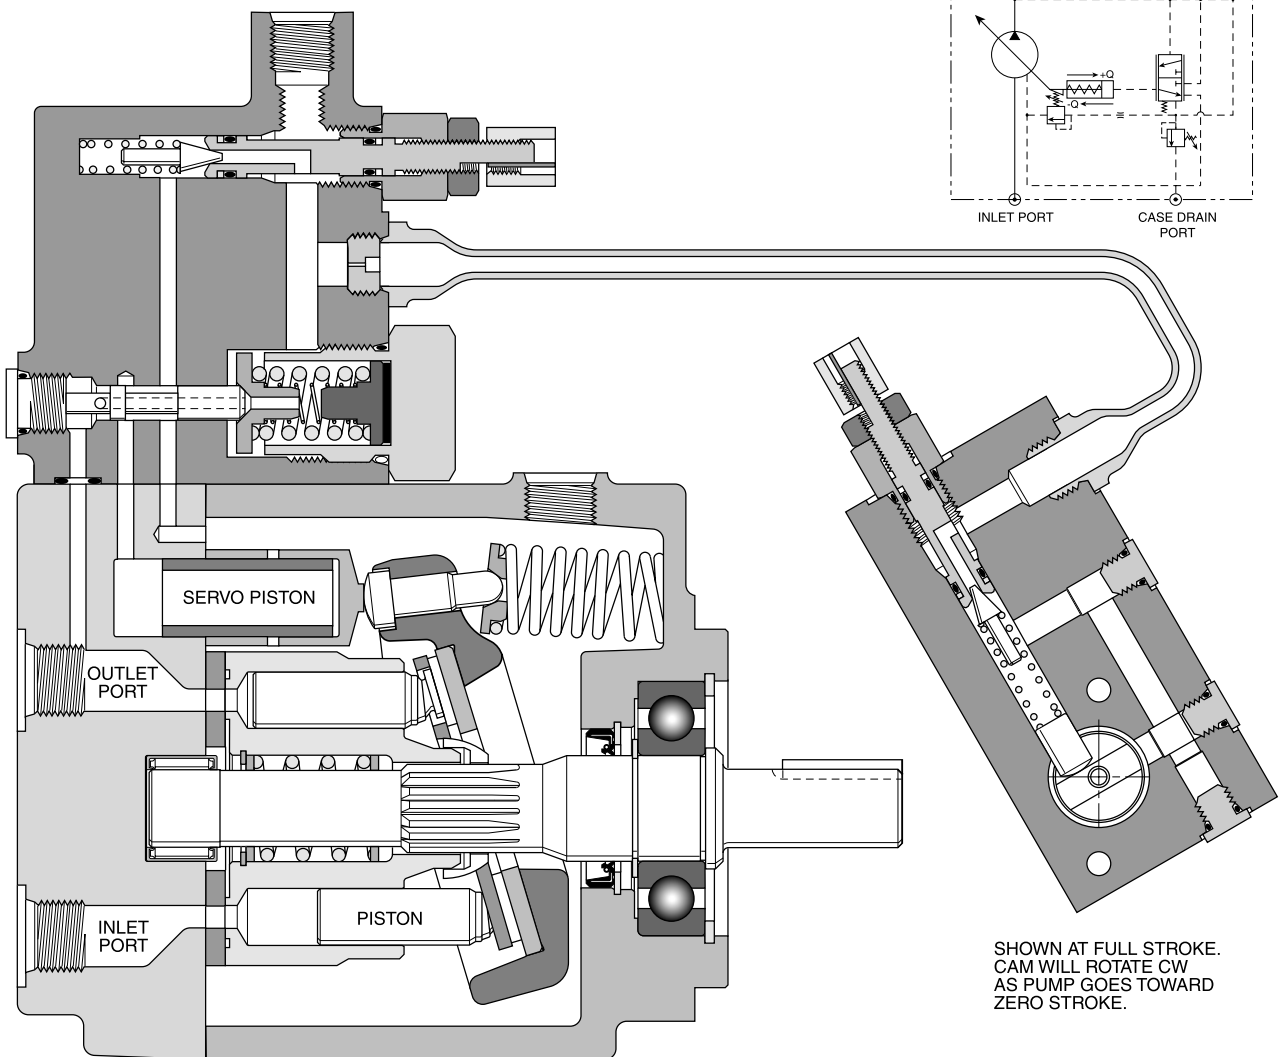 +Q
-Q
INLET PORT
CASE DRAIN
PORT
SERVO PISTON
OUTLET
PORT
PISTON
INLET
PORT
SHOWN AT FULL STROKE.
CAM WILL ROTATE CW
AS PUMP GOES TOWARD
ZERO STROKE.